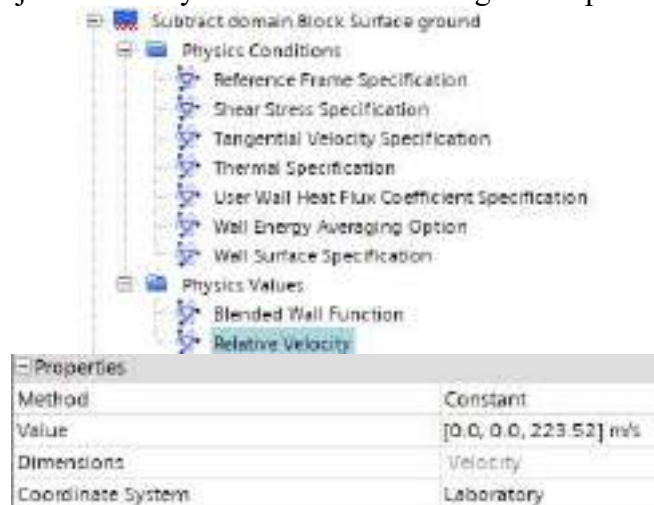 Subtract domain Block Surface ground
Physics Conditions
Reference Frame Specification
Shear Stress Specification
Tangential Velocity Specification
Thermal Specification
User Wall Heat Flux Coefficient Specification
Wall Energy Averaging Option
Wall Surface Specification
Physics Values
Blended Wall Function
Relative Velocity
Properties
Method Constant
Value [0.0, 0.0, 223.52] m/s
Dimensions Velocity
Coordinate System Laboratory